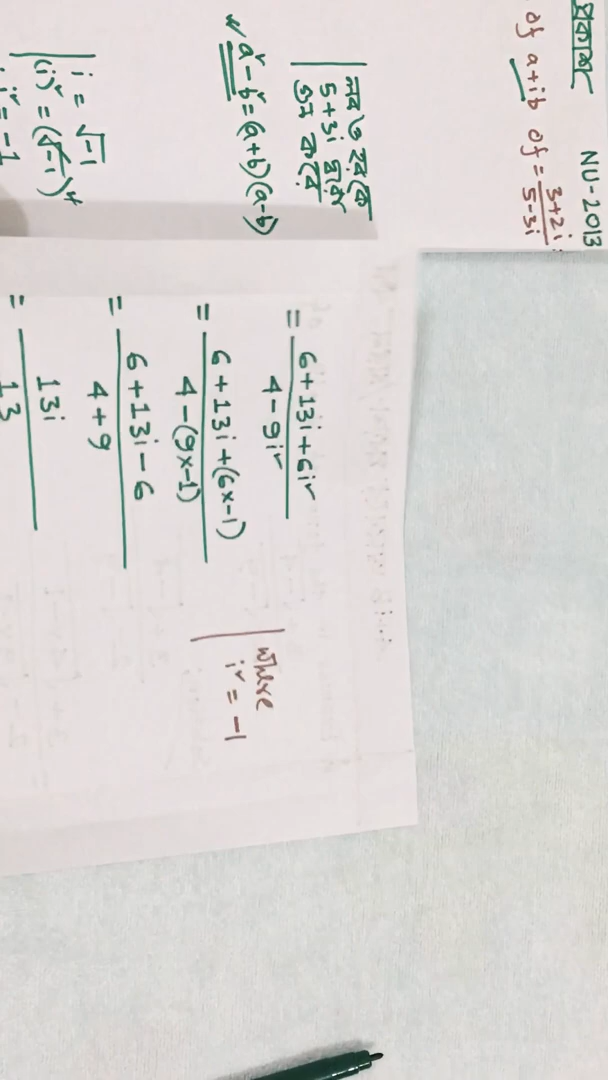 প্রকাশ NU-2013
of a+ib of = 3+2i / 5-3i
লব ও হরকে
5+3i দ্বারা
গুন করে
a² - b² = (a+b)(a-b)
i = √-1
(i)² = (√-1)²
i² = -1
= 6+13i+6i² / 4-9i²
= 6+13i+(6x-1) / 4-(9x-1)
where
i² = -1
= 6+13i-6 / 4+9
= 13i / 13